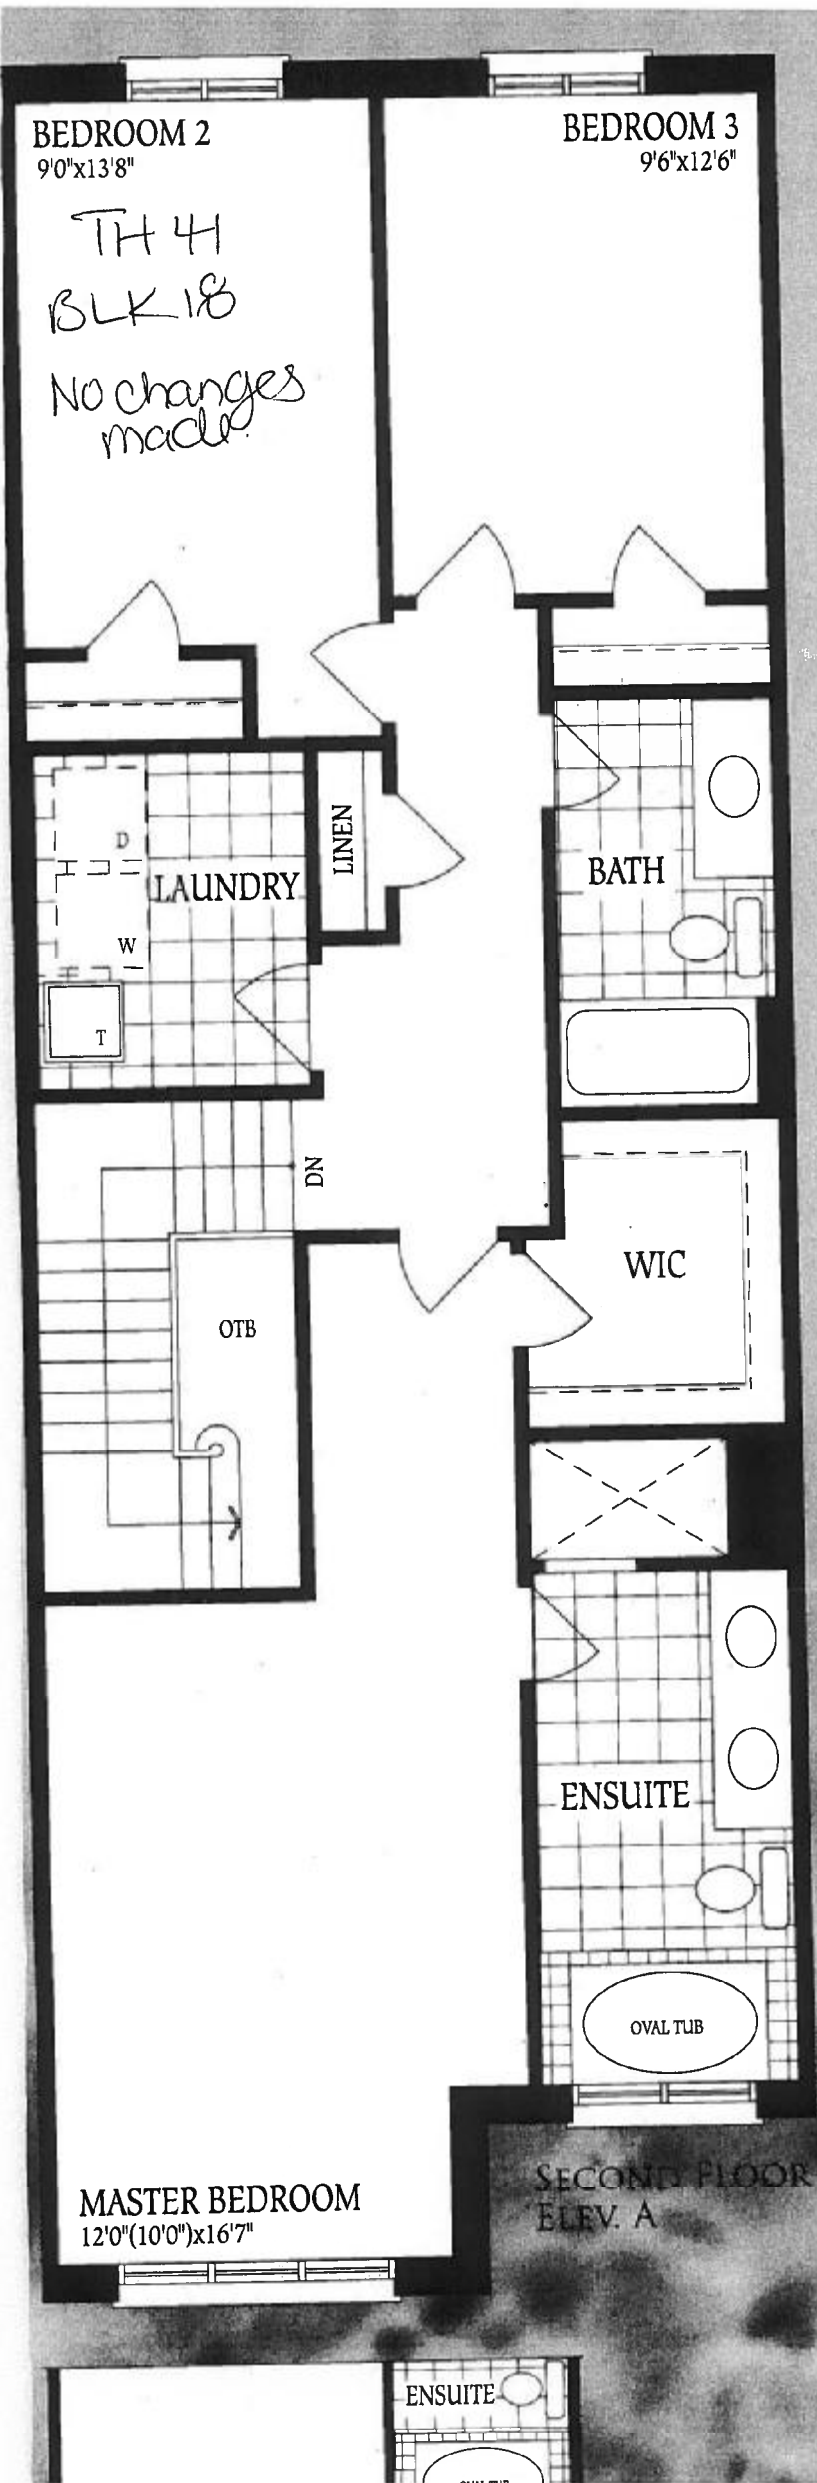 BEDROOM 2
9'0"x13'8"
BEDROOM 3
9'6"x12'6"
TH 41
BLK 18
No changes
made.
LINEN
D
LAUNDRY
W
T
BATH
DN
WIC
OTB
ENSUITE
OVAL TUB
MASTER BEDROOM
12'0"(10'0")x16'7"
SECOND FLOOR
ELEV. A
ENSUITE